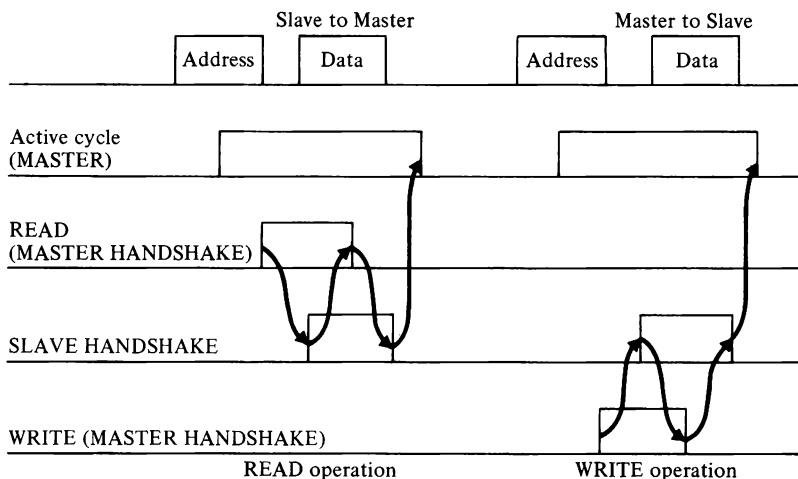 Slave to Master Master to Slave
Address Data Address Data
Active cycle
(MASTER)
READ
(MASTER HANDSHAKE)
SLAVE HANDSHAKE
WRITE (MASTER HANDSHAKE)
READ operation WRITE operation